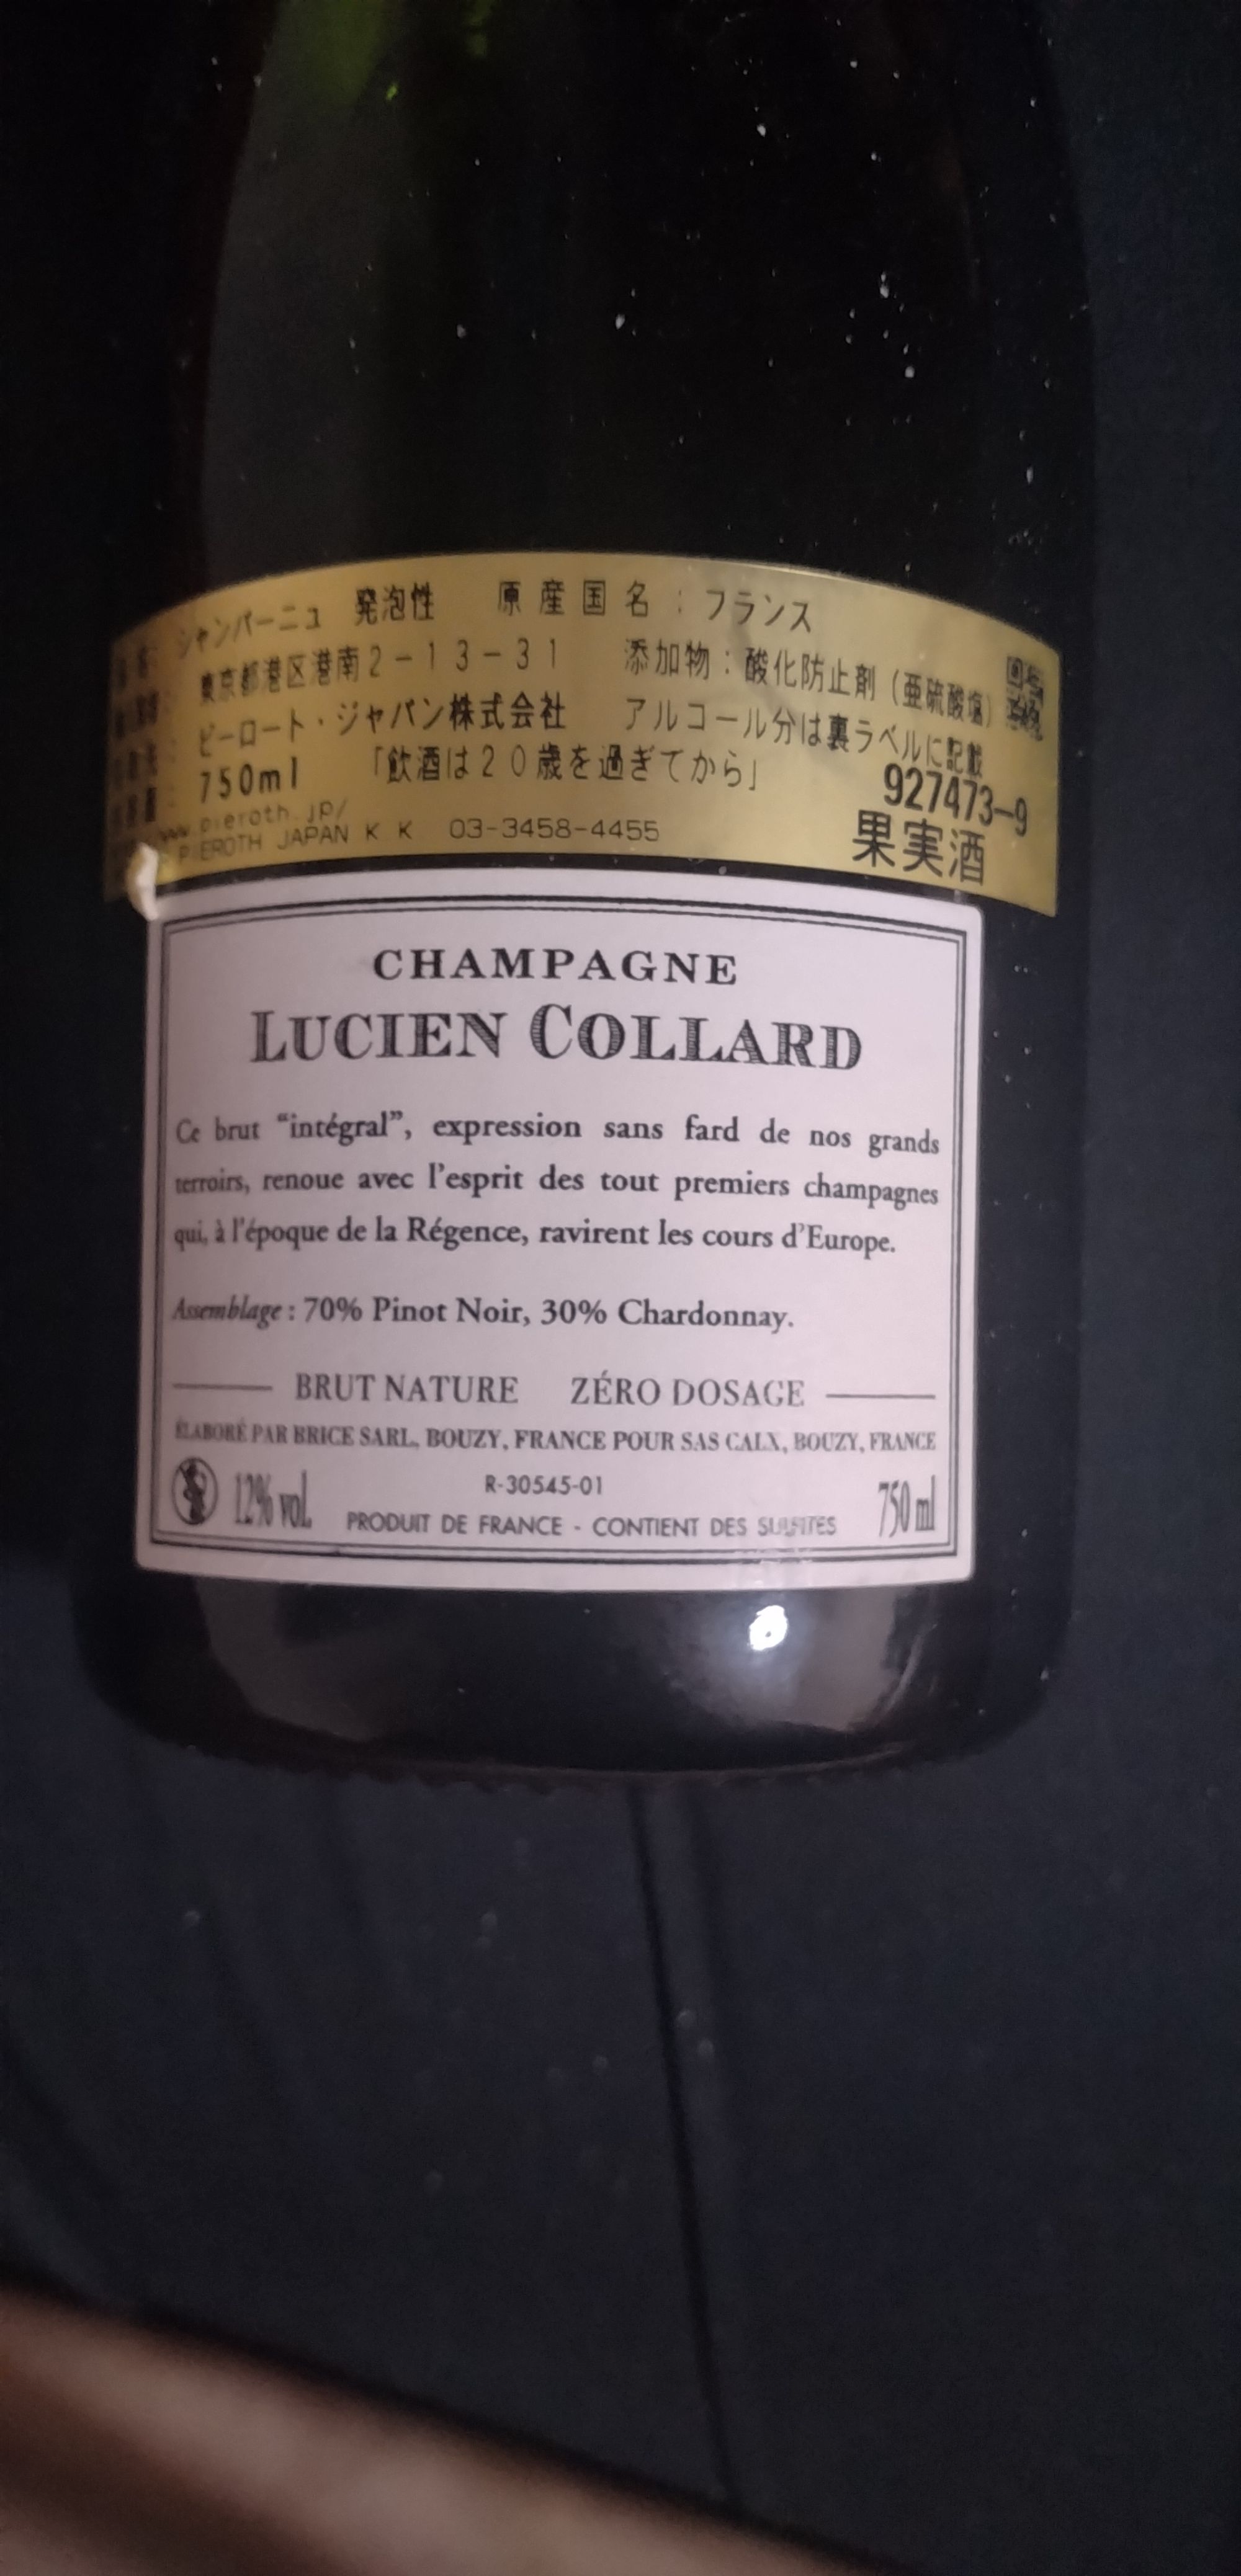 シャンパーニュ 発泡性 原産国名：フランス
東京都港区港南2-13-31 添加物：酸化防止剤（亜硫酸塩）
ピーロート・ジャパン株式会社 アルコール分は裏ラベルに記載
750ml 「飲酒は20歳を過ぎてから」 927473-9
www.pieroth.jp/
PIEROTH JAPAN K K 03-3458-4455 果実酒
CHAMPAGNE
LUCIEN COLLARD
Ce brut “intégral”, expression sans fard de nos grands
terroirs, renoue avec l’esprit des tout premiers champagnes
qui, à l’époque de la Régence, ravirent les cours d’Europe.
Assemblage : 70% Pinot Noir, 30% Chardonnay.
BRUT NATURE ZÉRO DOSAGE
ÉLABORÉ PAR BRICE SARL, BOUZY, FRANCE POUR SAS CALX, BOUZY, FRANCE
R-30545-01
12% vol. PRODUIT DE FRANCE - CONTIENT DES SULFITES 750 ml